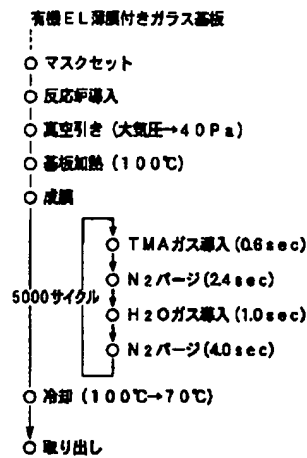 有機EL薄膜付きガラス基板
マスクセット
反応炉導入
真空引き (大気圧→40Pa)
基板加熱 (100℃)
成膜
TMAガス導入 (0.6sec)
N2パージ (2.4sec)
5000サイクル
H2Oガス導入 (1.0sec)
N2パージ (4.0sec)
冷却 (100℃→70℃)
取り出し